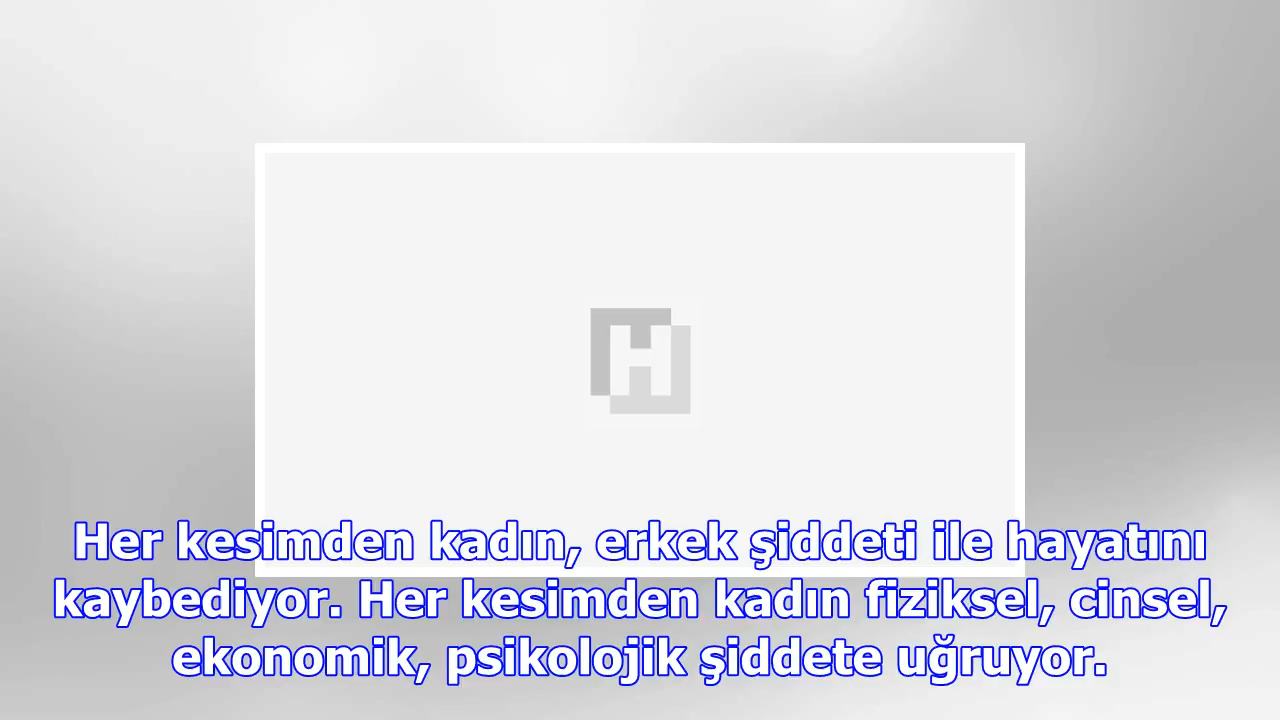 H
Her kesimden kadın, erkek şiddeti ile hayatını
kaybediyor. Her kesimden kadın fiziksel, cinsel,
ekonomik, psikolojik şiddete uğruyor.